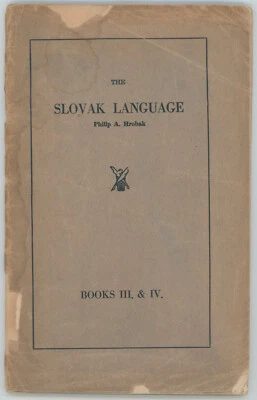 THE
SLOVAK LANGUAGE
Philip A. Hrobak
BOOKS III. & IV.